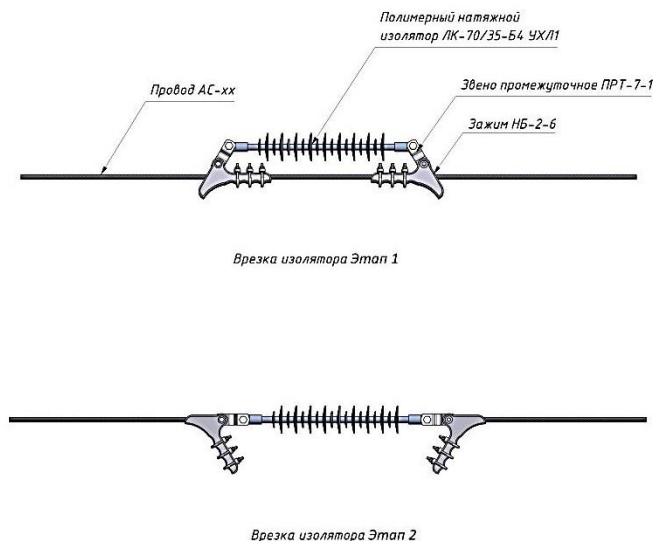 Полимерный натяжной
изолятор ЛК-70/35-Б4 УХЛ1
Звено промежуточное ПРТ-7-1
Провод АС-хх
Зажим НБ-2-6
Врезка изолятора Этап 1
Врезка изолятора Этап 2